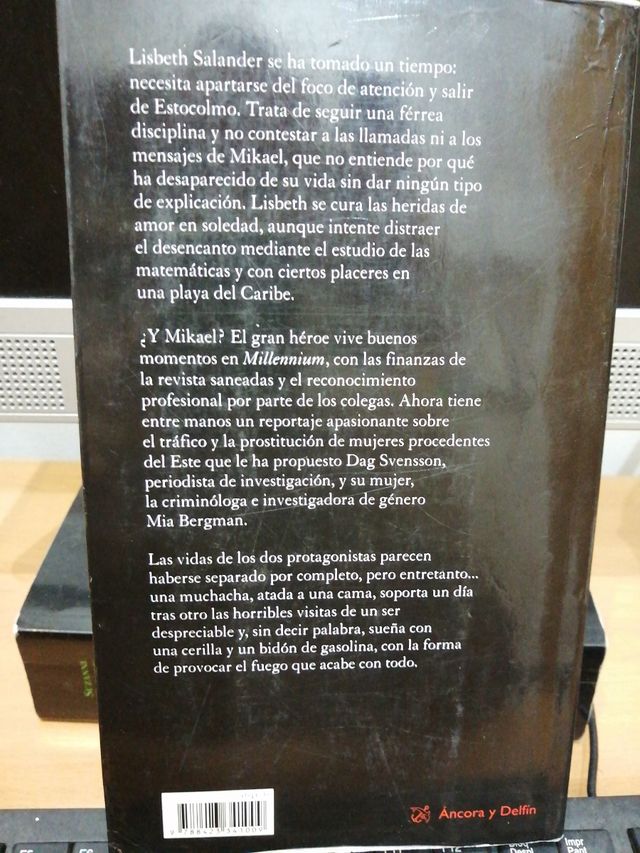 Lisbeth Salander se ha tomado un tiempo:
necesita apartarse del foco de atención y salir
de Estocolmo. Trata de seguir una férrea
disciplina y no contestar a las llamadas ni a los
mensajes de Mikael, que no entiende por qué
ha desaparecido de su vida sin dar ningún tipo
de explicación. Lisbeth se cura las heridas de
amor en soledad, aunque intente distraer
el desencanto mediante el estudio de las
matemáticas y con ciertos placeres en
una playa del Caribe.
¿Y Mikael? El gran héroe vive buenos
momentos en Millennium, con las finanzas de
la revista saneadas y el reconocimiento
profesional por parte de los colegas. Ahora tiene
entre manos un reportaje apasionante sobre
el tráfico y la prostitución de mujeres procedentes
del Este que le ha propuesto Dag Svensson,
periodista de investigación, y su mujer,
la criminóloga e investigadora de género
Mia Bergman.
Las vidas de los dos protagonistas parecen
haberse separado por completo, pero entretanto...
una muchacha, atada a una cama, soporta un día
tras otro las horribles visitas de un ser
despreciable y, sin decir palabra, sueña con
una cerilla y un bidón de gasolina, con la forma
de provocar el fuego que acabe con todo.
9 788423 341009
Áncora y Delfín
Impr
Pant